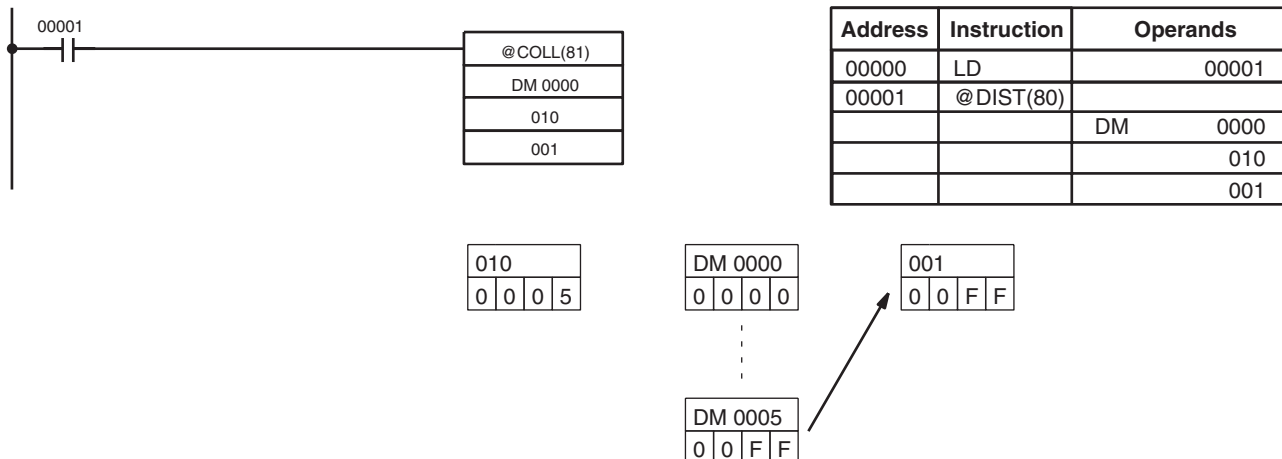 00001
@COLL(81)
DM 0000
010
001
Address Instruction Operands
00000 LD 00001
00001 @DIST(80)
DM 0000
010
001
010 DM 0000 001
0 0 0 5 0 0 0 0 0 0 F F
DM 0005
0 0 F F